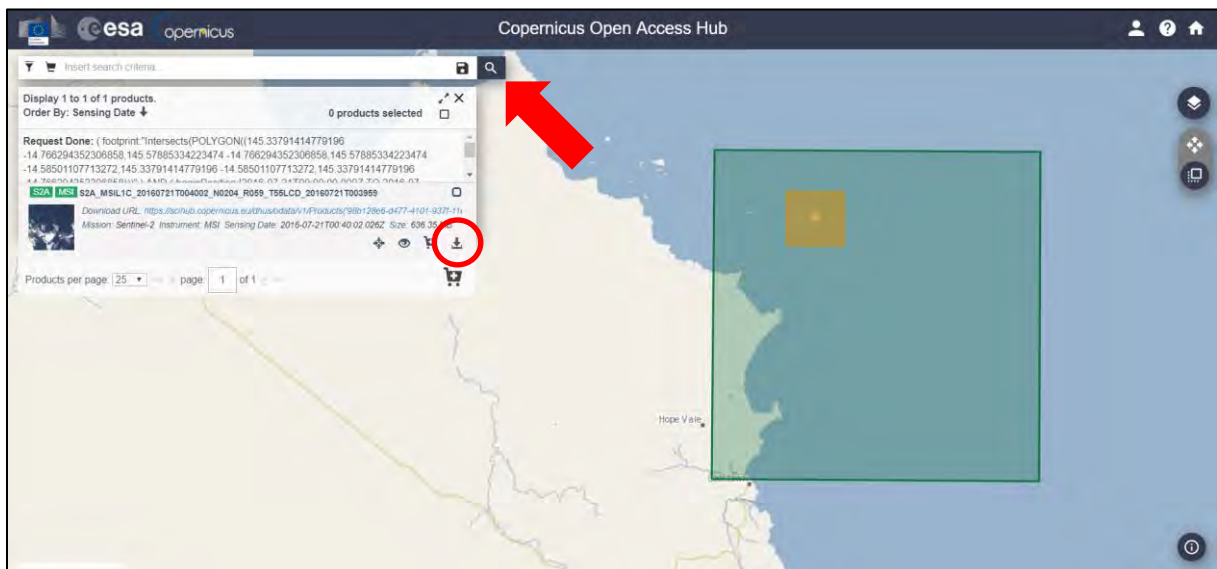 esa opernicus
Copernicus Open Access Hub
Insert search criteria...
Display 1 to 1 of 1 products.
Order By: Sensing Date
0 products selected
Request Done: ( footprint:"Intersects(POLYGON((145.33791414779196
-14.766294352306858,145.57885334223474 -14.766294352306858,145.57885334223474
-14.58501107713272,145.33791414779196 -14.58501107713272,145.33791414779196
S2A MSI S2A_MSIL1C_20160721T004002_N0204_R059_T55LCD_20160721T003959
Download URL: https://scihub.copernicus.eu/dhus/odata/v1/Products('98b128e6-d477-4101-937f-11
Mission: Sentinel-2 Instrument: MSI Sensing Date: 2016-07-21T00:40:02.026Z Size: 636.35
Products per page: 25 page: 1 of 1
Hope Vale